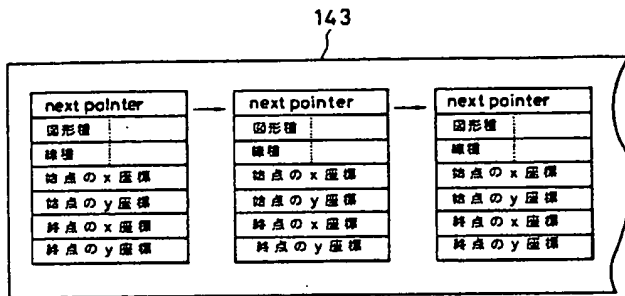 143
next pointer
図形種
線種
始点のx座標
始点のy座標
終点のx座標
終点のy座標
next pointer
図形種
線種
始点のx座標
始点のy座標
終点のx座標
終点のy座標
next pointer
図形種
線種
始点のx座標
始点のy座標
終点のx座標
終点のy座標